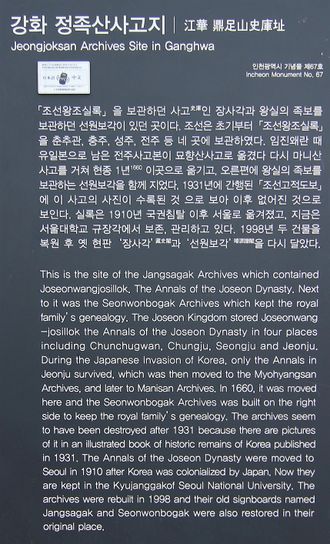 강화 정족산사고지 | 江華 鼎足山史庫址
Jeongjoksan Archives Site in Ganghwa
인천광역시 기념물 제67호
Incheon Monument No. 67
日本語 中文
「조선왕조실록」을 보관하던 사고史庫인 장사각과 왕실의 족보를
보관하던 선원보각이 있던 곳이다. 조선은 초기부터 「조선왕조실록」
을 춘추관, 충주, 성주, 전주 등 네 곳에 보관하였다. 임진왜란 때
유일본으로 남은 전주사고본이 묘향산사고로 옮겼다 다시 마니산
사고를 거쳐 현종 1년1660 이곳으로 옮기고, 오른편에 왕실의 족보를
보관하는 선원보각을 함께 지었다. 1931년에 간행된 「조선고적도보」
에 이 사고의 사진이 수록된 것 으로 보아 이후 없어진 것으로
보인다. 실록은 1910년 국권침탈 이후 서울로 옮겨졌고, 지금은
서울대학교 규장각에서 보존, 관리하고 있다. 1998년 두 건물을
복원 후 옛 현판 '장사각'藏史閣과 '선원보각'璿源譜閣을 다시 달았다.
This is the site of the Jangsagak Archives which contained
Joseonwangjosillok, The Annals of the Joseon Dynasty. Next
to it was the Seonwonbogak Archives which kept the royal
family's genealogy. The Joseon Kingdom stored Joseonwang
-josillok the Annals of the Joseon Dynasty in four places
including Chunchugwan, Chungju, Seongju and Jeonju.
During the Japanese Invasion of Korea, only the Annals in
Jeonju survived, which was then moved to the Myohyangsan
Archives, and later to Manisan Archives. In 1660, it was moved
here and the Seonwonbogak Archives was built on the right
side to keep the royal family's genealogy. The archives seem
to have been destroyed after 1931 because there are pictures
of it in an illustrated book of historic remains of Korea published
in 1931. The Annals of the Joseon Dynasty were moved to
Seoul in 1910 after Korea was colonialized by Japan. Now they
are kept in the Kyujanggakof Seoul National University. The
archives were rebuilt in 1998 and their old signboards named
Jangsagak and Seonwonbogak were also restored in their
original place.